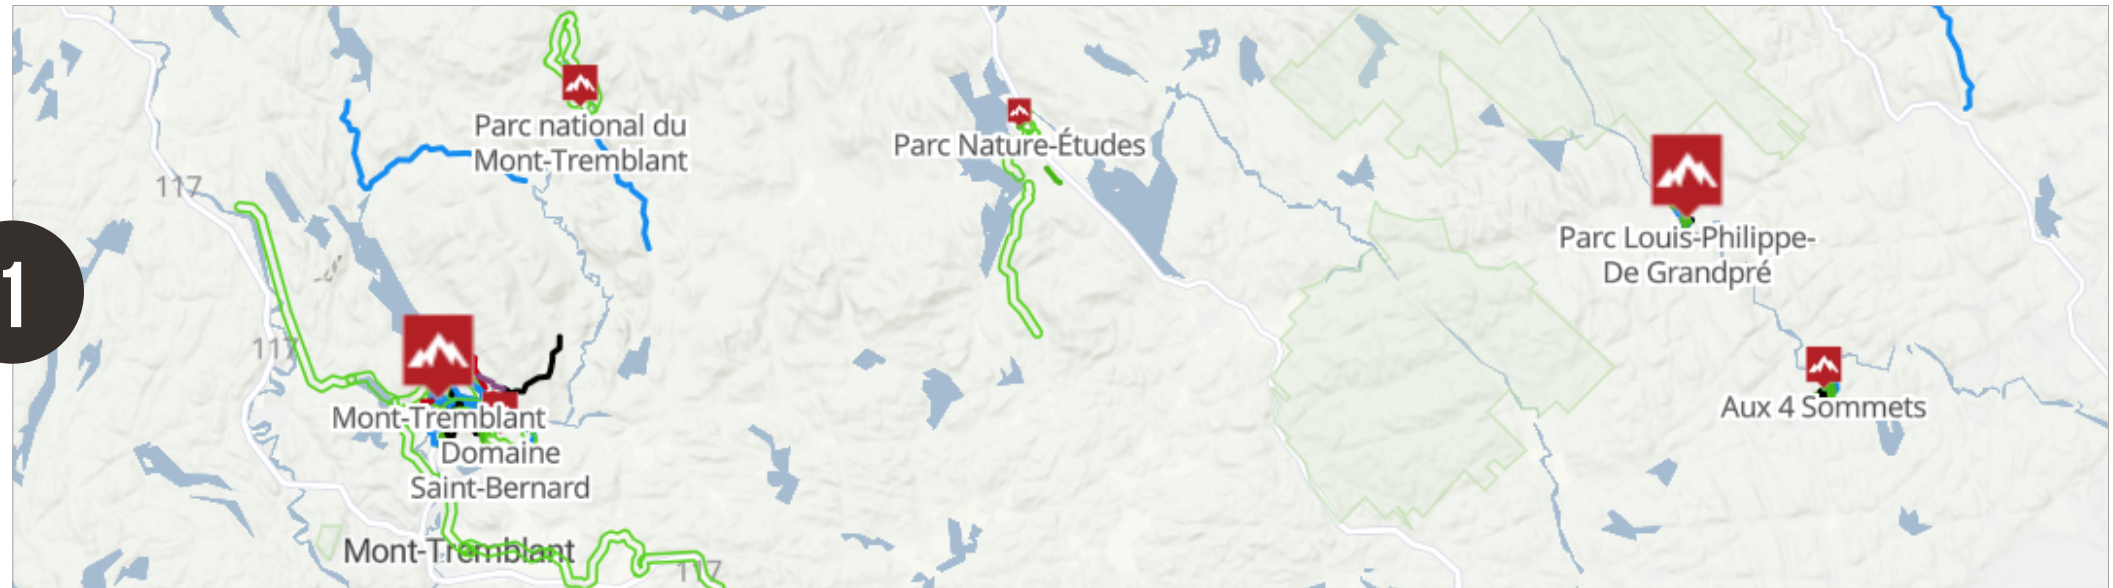 Parc national du
Mont-Tremblant
Parc Nature-Études
117
Parc Louis-Philippe-
De Grandpré
1
117
Mont-Tremblant
Aux 4 Sommets
Domaine
Saint-Bernard
Mont-Tremblant
117